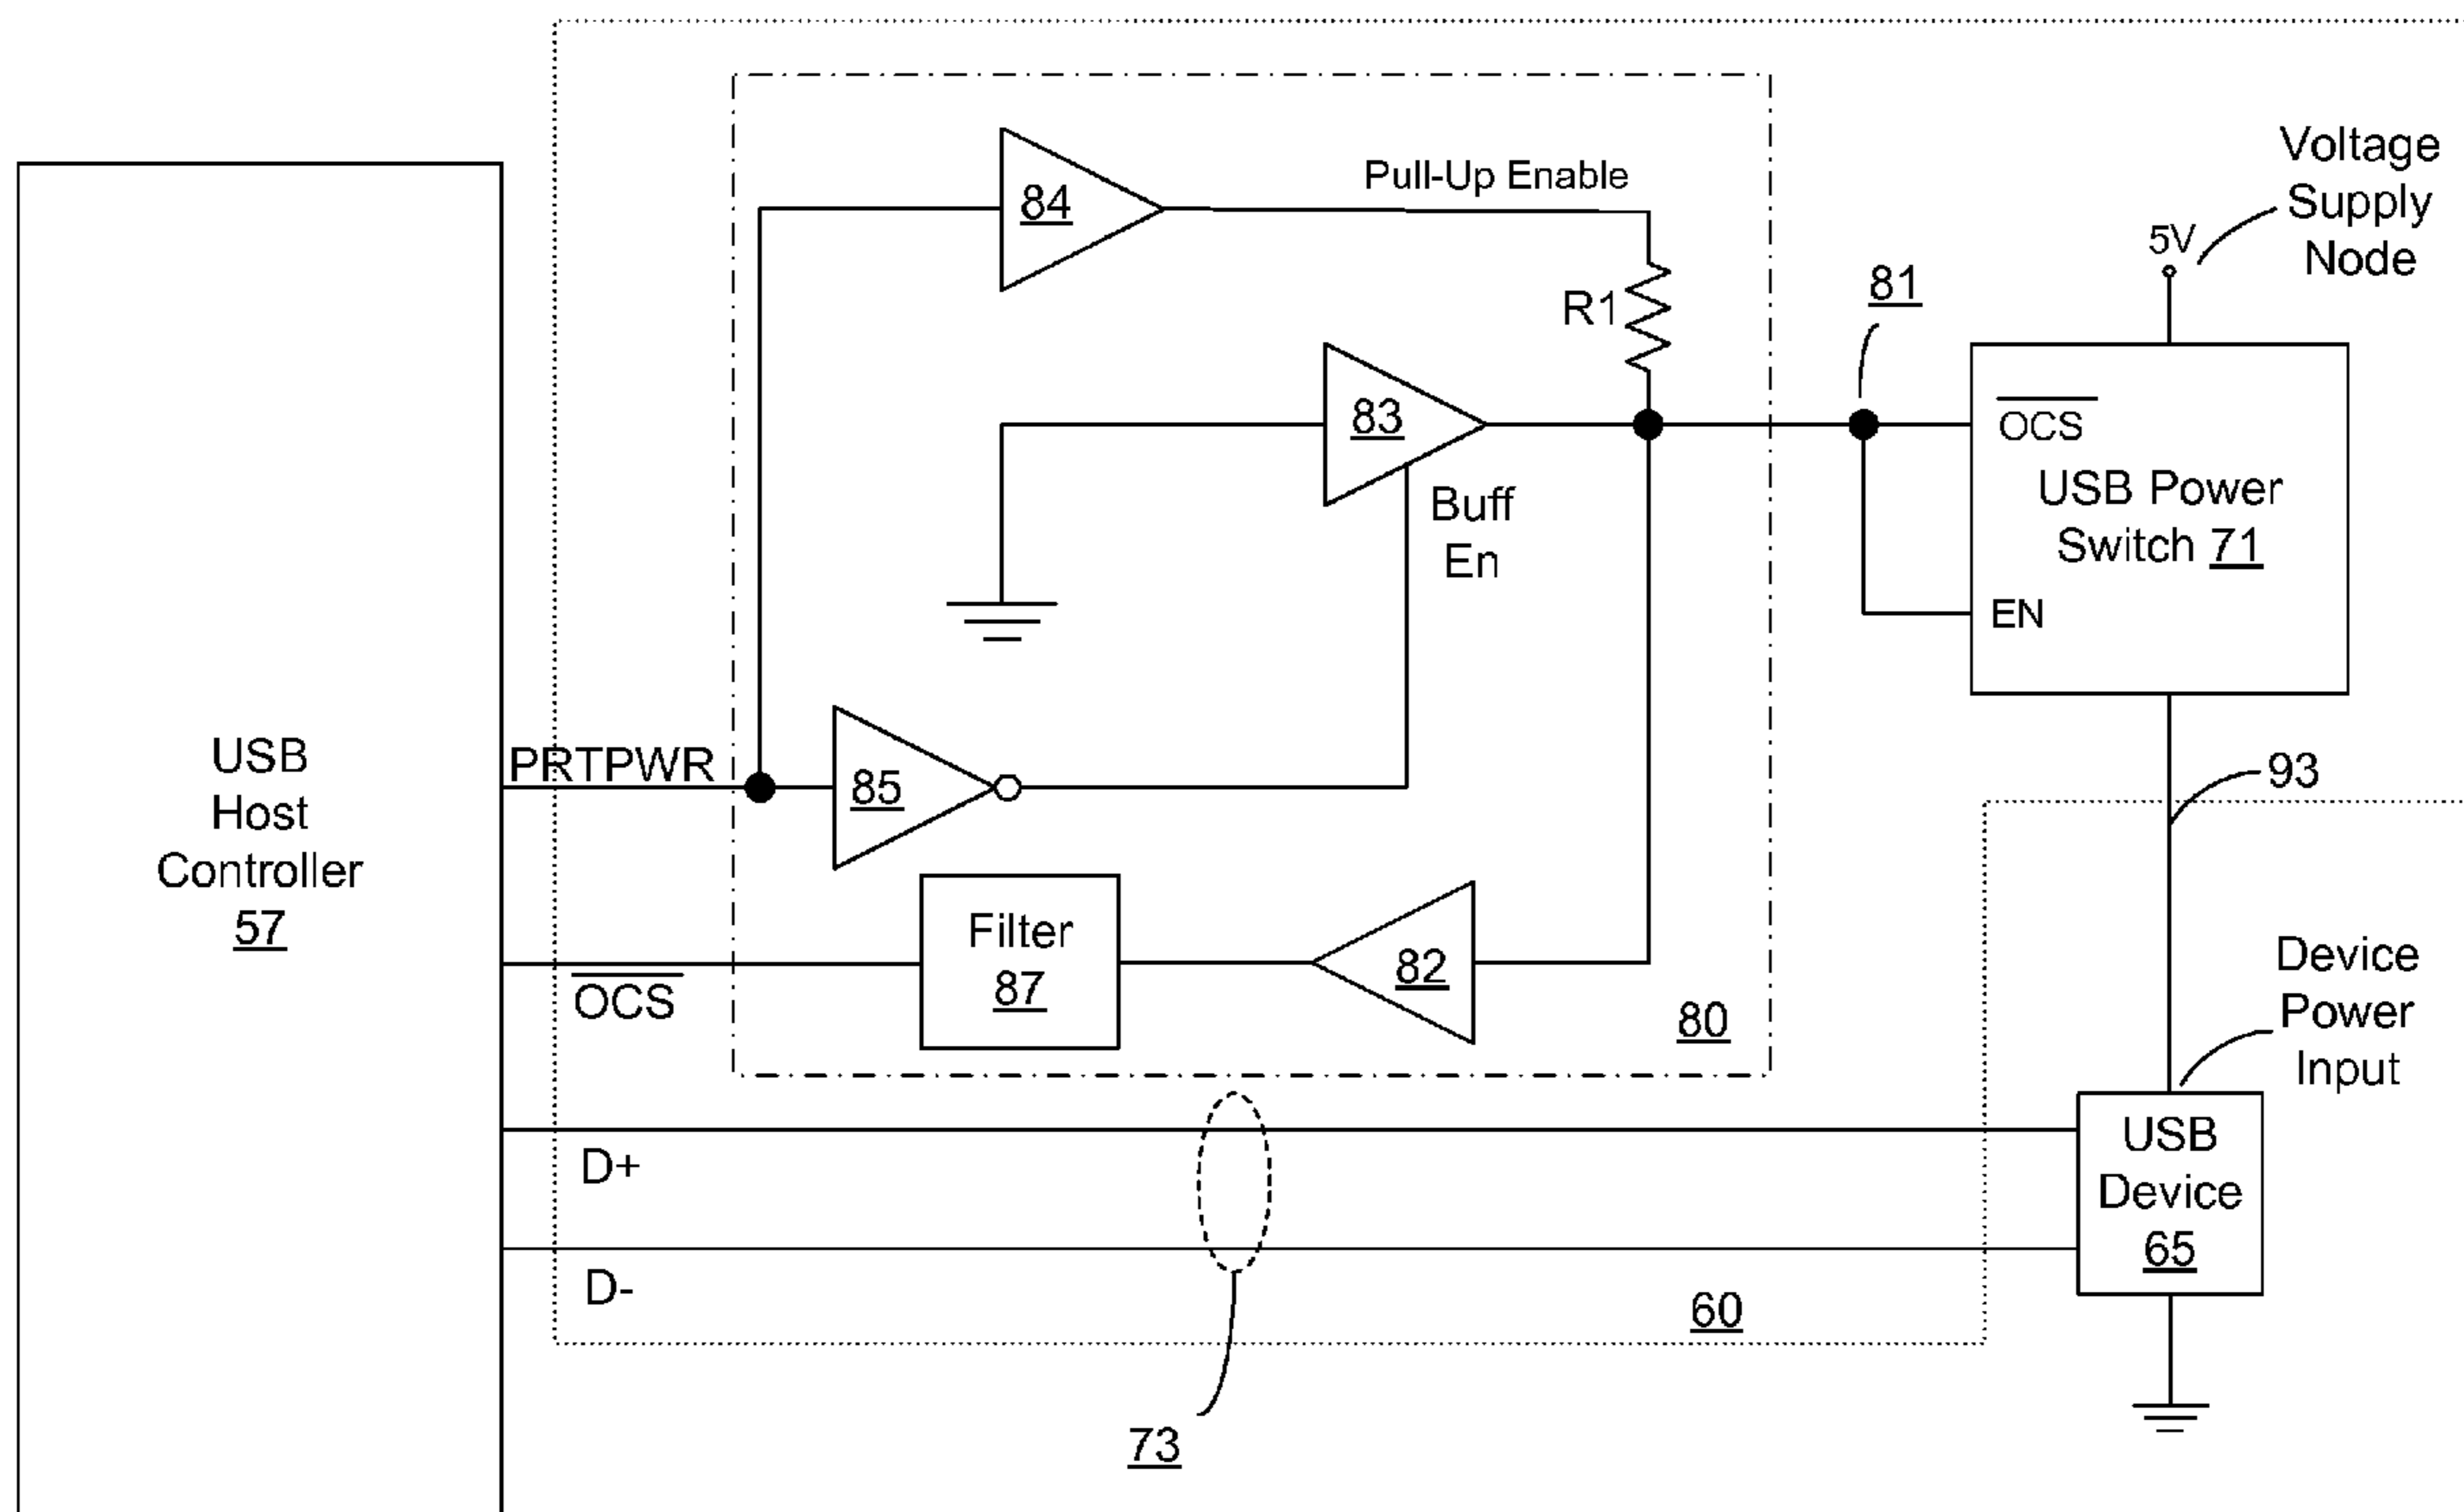 USB
Host
Controller
57
PRTPWR
OCS
D+
D-
84
Pull-Up Enable
R1
83
Buff
En
85
Filter
87
82
80
73
60
81
Voltage
Supply
Node
5V
OCS
USB Power
Switch 71
EN
93
Device
Power
Input
USB
Device
65